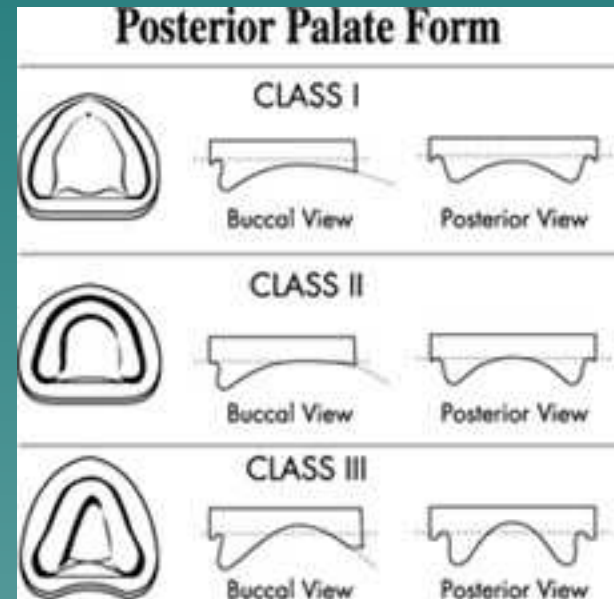 Posterior Palate Form
CLASS I
Buccal View
Posterior View
CLASS II
Buccal View
Posterior View
CLASS III
Buccal View
Posterior View